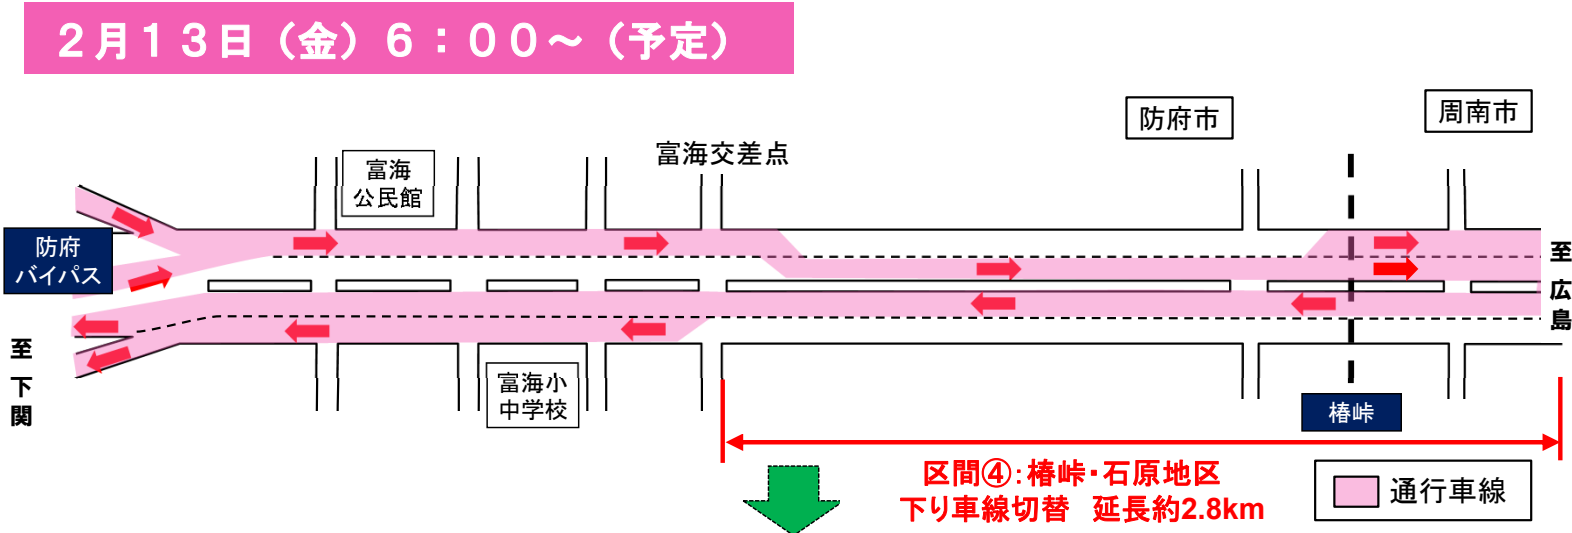 2月13日（金）6：00～（予定）
防府市
周南市
富海交差点
富海
公民館
防府
バイパス
至広島
至下関
富海小
中学校
椿峠
区間④:椿峠・石原地区
下り車線切替　延長約2.8km
通行車線